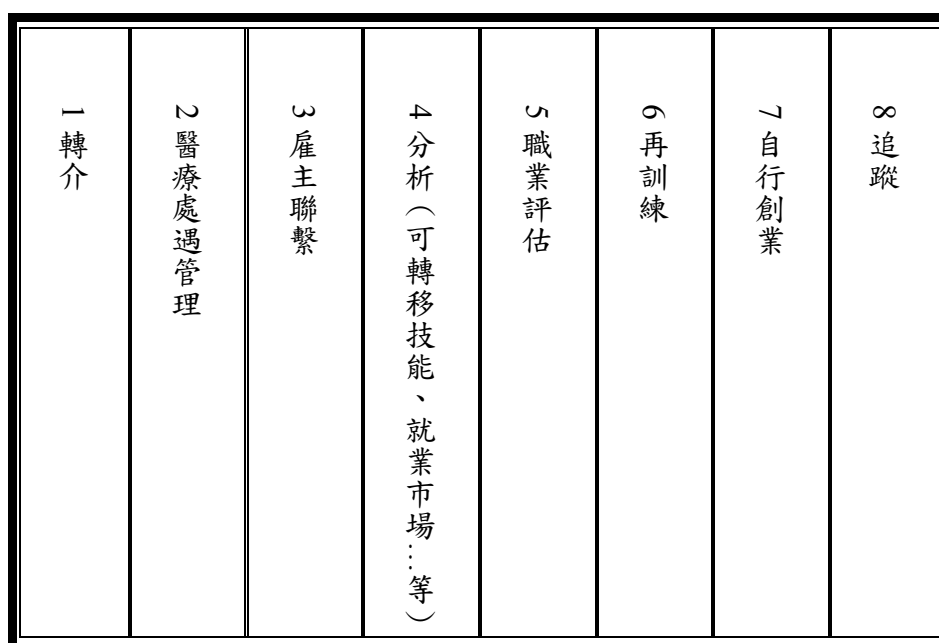 1 轉介
2 醫療處遇管理
3 雇主聯繫
4 分析（可轉移技能、就業市場…等）
5 職業評估
6 再訓練
7 自行創業
8 追蹤